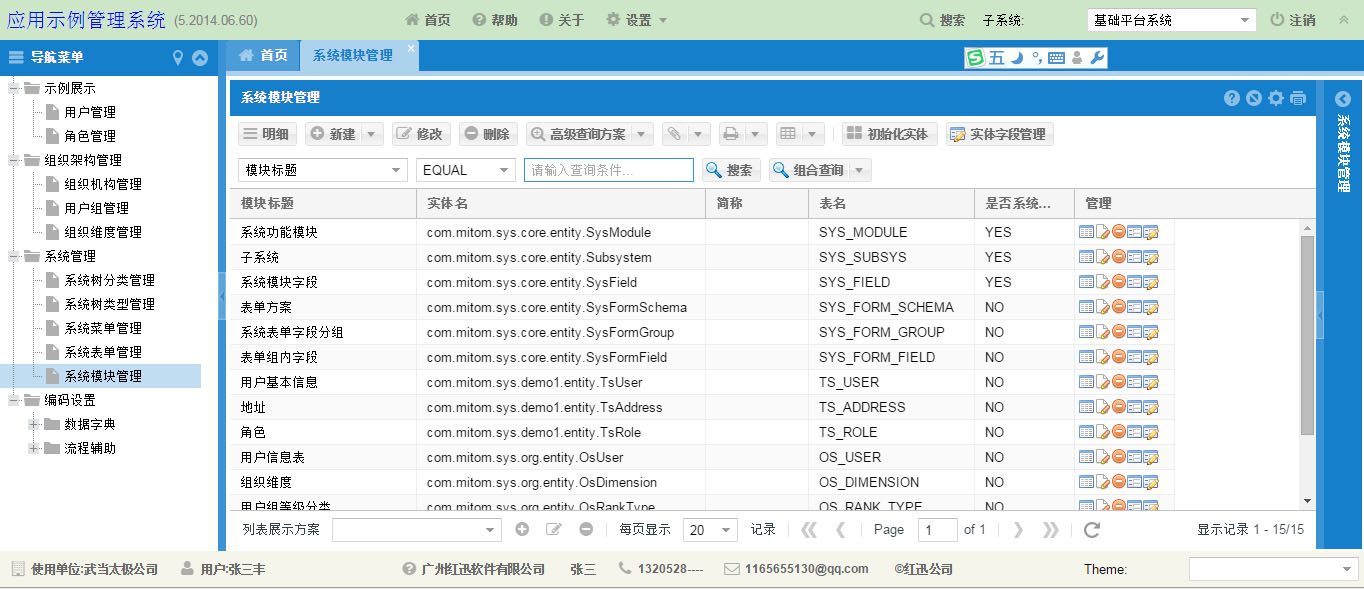 应用示例管理系统 (5.2014.06.60) 首页 帮助 关于 设置 搜索 子系统: 基础平台系统 注销
导航菜单
首页 系统模块管理
五
示例展示
用户管理
角色管理
组织架构管理
组织机构管理
用户组管理
组织维度管理
系统管理
系统树分类管理
系统树类型管理
系统菜单管理
系统表单管理
系统模块管理
编码设置
数据字典
流程辅助
系统模块管理
明细 新建 修改 删除 高级查询方案 初始化实体 实体字段管理
模块标题 EQUAL 请输入查询条件... 搜索 组合查询
模块标题 实体名 简称 表名 是否系统... 管理
系统功能模块 com.mitom.sys.core.entity.SysModule SYS_MODULE YES
子系统 com.mitom.sys.core.entity.Subsystem SYS_SUBSYS YES
系统模块字段 com.mitom.sys.core.entity.SysField SYS_FIELD YES
表单方案 com.mitom.sys.core.entity.SysFormSchema SYS_FORM_SCHEMA NO
系统表单字段分组 com.mitom.sys.core.entity.SysFormGroup SYS_FORM_GROUP NO
表单组内字段 com.mitom.sys.core.entity.SysFormField SYS_FORM_FIELD NO
用户基本信息 com.mitom.sys.demo1.entity.TsUser TS_USER NO
地址 com.mitom.sys.demo1.entity.TsAddress TS_ADDRESS NO
角色 com.mitom.sys.demo1.entity.TsRole TS_ROLE NO
用户信息表 com.mitom.sys.org.entity.OsUser OS_USER NO
组织维度 com.mitom.sys.org.entity.OsDimension OS_DIMENSION NO
用户组等级分类 com.mitom.sys.org.entity.OsRankType OS_RANK_TYPE NO
列表展示方案 每页显示 20 记录 Page 1 of 1 显示记录 1 - 15/15
系统模块管理
使用单位:武当太极公司 用户:张三丰 广州红迅软件有限公司 张三 1320528---- 1165655130@qq.com ©红迅公司 Theme: